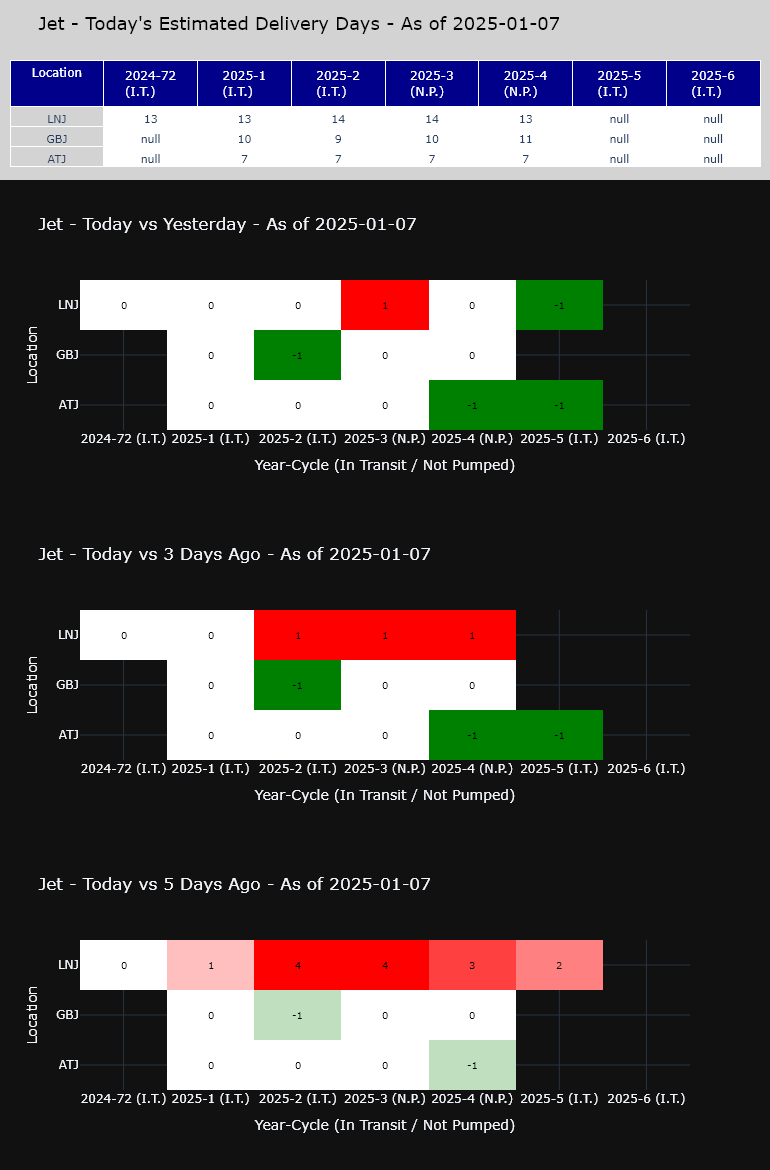 Jet - Today's Estimated Delivery Days - As of 2025-01-07
Location 2024-72 (I.T.) 2025-1 (I.T.) 2025-2 (I.T.) 2025-3 (N.P.) 2025-4 (N.P.) 2025-5 (I.T.) 2025-6 (I.T.)
LNJ 13 13 14 14 13 null null
GBJ null 10 9 10 11 null null
ATJ null 7 7 7 7 null null
Jet - Today vs Yesterday - As of 2025-01-07
Location
LNJ 0 0 0 1 0 -1
GBJ 0 -1 0 0
ATJ 0 0 0 -1 -1
2024-72 (I.T.) 2025-1 (I.T.) 2025-2 (I.T.) 2025-3 (N.P.) 2025-4 (N.P.) 2025-5 (I.T.) 2025-6 (I.T.)
Year-Cycle (In Transit / Not Pumped)
Jet - Today vs 3 Days Ago - As of 2025-01-07
Location
LNJ 0 0 1 1 1
GBJ 0 -1 0 0
ATJ 0 0 0 -1 -1
2024-72 (I.T.) 2025-1 (I.T.) 2025-2 (I.T.) 2025-3 (N.P.) 2025-4 (N.P.) 2025-5 (I.T.) 2025-6 (I.T.)
Year-Cycle (In Transit / Not Pumped)
Jet - Today vs 5 Days Ago - As of 2025-01-07
Location
LNJ 0 1 4 4 3 2
GBJ 0 -1 0 0
ATJ 0 0 0 -1
2024-72 (I.T.) 2025-1 (I.T.) 2025-2 (I.T.) 2025-3 (N.P.) 2025-4 (N.P.) 2025-5 (I.T.) 2025-6 (I.T.)
Year-Cycle (In Transit / Not Pumped)